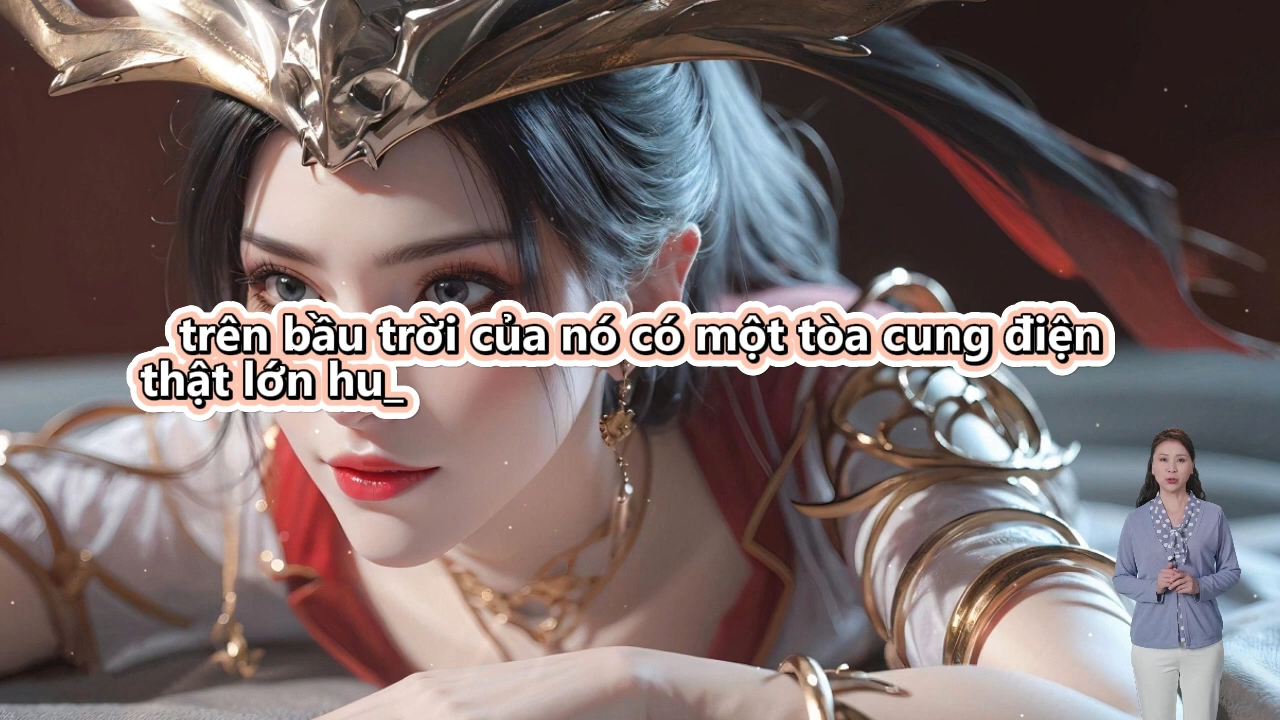 trên bầu trời của nó có một tòa cung điện
thật lớn hu_